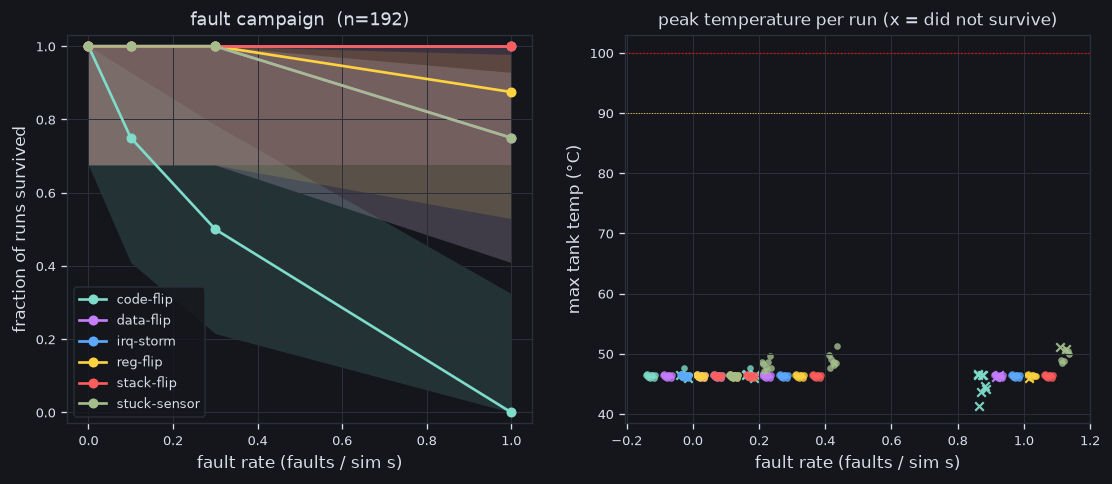 fault campaign  (n=192)
fraction of runs survived
1.0
0.8
0.6
0.4
0.2
0.0
code-flip
data-flip
irq-storm
reg-flip
stack-flip
stuck-sensor
0.0 0.2 0.4 0.6 0.8 1.0
fault rate (faults / sim s)
peak temperature per run (x = did not survive)
max tank temp (°C)
100
90
80
70
60
50
40
−0.2 0.0 0.2 0.4 0.6 0.8 1.0 1.2
fault rate (faults / sim s)